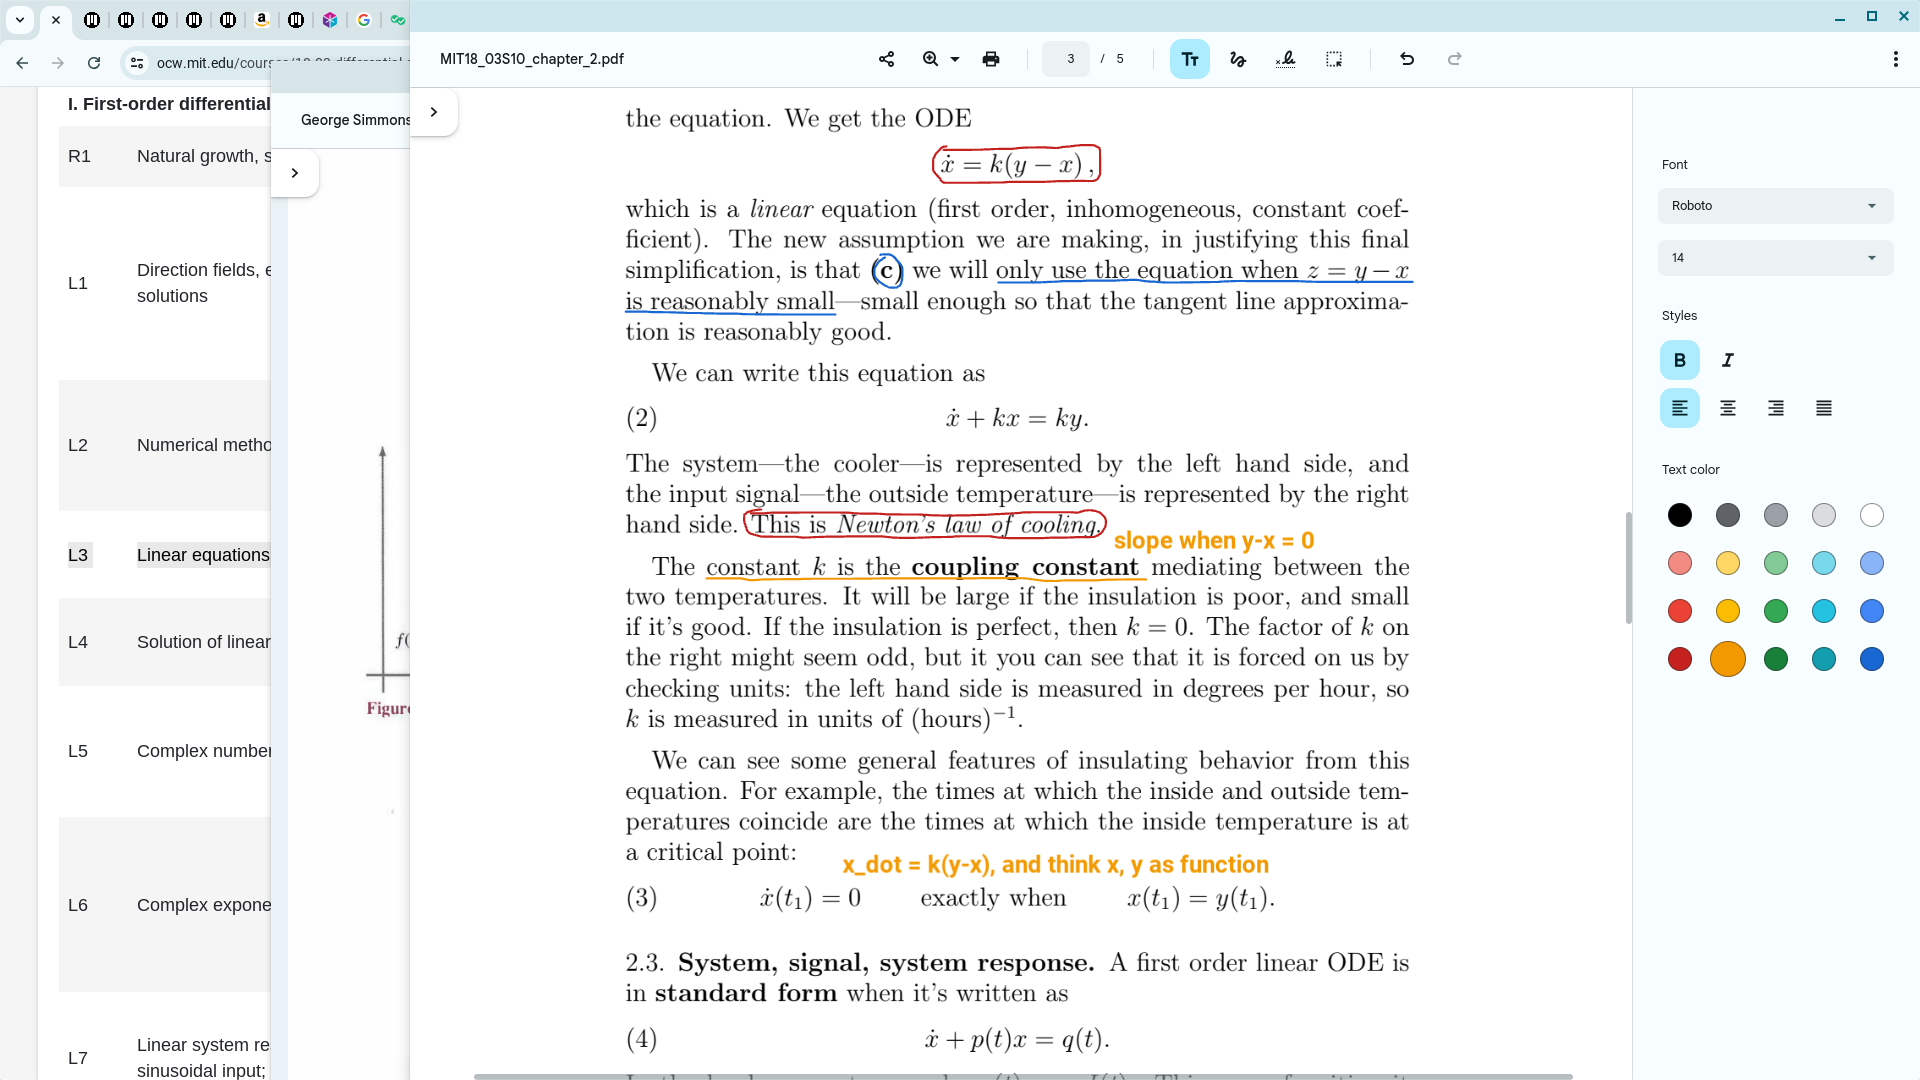 MIT18_03S10_chapter_2.pdf
3 / 5
ocw.mit.edu/courses/18-03-differential-
I. First-order differential
George Simmons
R1 Natural growth, s
L1 Direction fields, e
solutions
L2 Numerical metho
L3 Linear equations
L4 Solution of linear
L5 Complex number
L6 Complex expone
L7 Linear system re
sinusoidal input;
f(
Figure
the equation. We get the ODE
ẋ = k(y − x) ,
which is a linear equation (first order, inhomogeneous, constant coef-
ficient). The new assumption we are making, in justifying this final
simplification, is that (c) we will only use the equation when z = y − x
is reasonably small—small enough so that the tangent line approxima-
tion is reasonably good.
We can write this equation as
(2) ẋ + kx = ky.
The system—the cooler—is represented by the left hand side, and
the input signal—the outside temperature—is represented by the right
hand side. This is Newton's law of cooling.
slope when y-x = 0
The constant k is the coupling constant mediating between the
two temperatures. It will be large if the insulation is poor, and small
if it's good. If the insulation is perfect, then k = 0. The factor of k on
the right might seem odd, but it you can see that it is forced on us by
checking units: the left hand side is measured in degrees per hour, so
k is measured in units of (hours)⁻¹.
We can see some general features of insulating behavior from this
equation. For example, the times at which the inside and outside tem-
peratures coincide are the times at which the inside temperature is at
a critical point:
x_dot = k(y-x), and think x, y as function
(3) ẋ(t₁) = 0 exactly when x(t₁) = y(t₁).
2.3. System, signal, system response. A first order linear ODE is
in standard form when it's written as
(4) ẋ + p(t)x = q(t).
Font
Roboto
14
Styles
B I
Text color